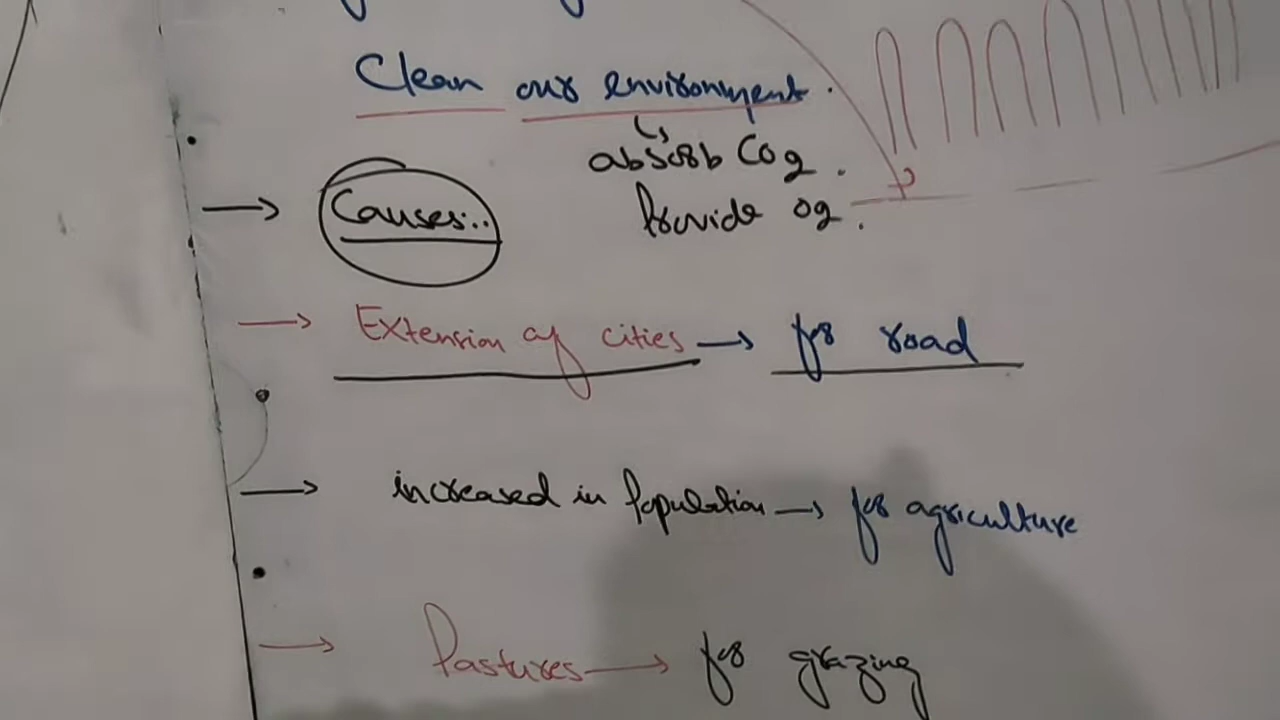 Clean our environment.
absorb CO2.
Causes:..
Provide O2.
Extension of cities → for road
increased in Population → for agriculture
Pastures → for grazing